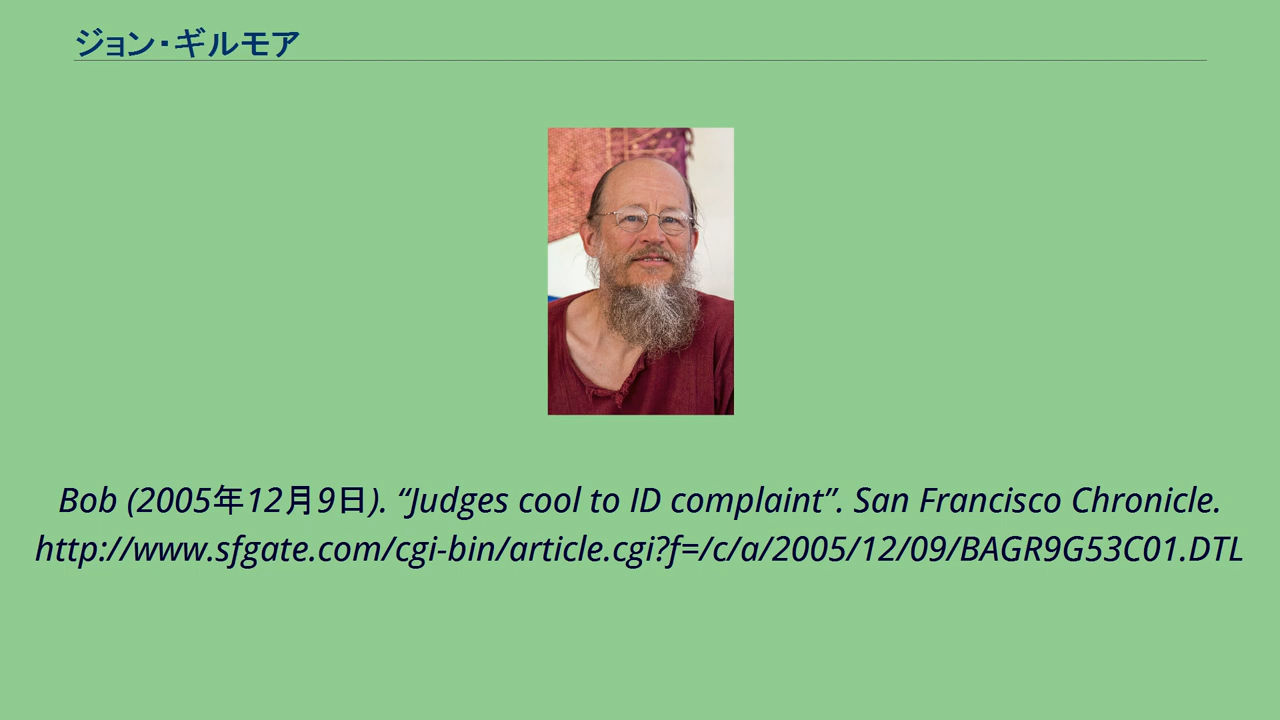 ジョン・ギルモア
Bob (2005年12月9日). “Judges cool to ID complaint”. San Francisco Chronicle.
http://www.sfgate.com/cgi-bin/article.cgi?f=/c/a/2005/12/09/BAGR9G53C01.DTL